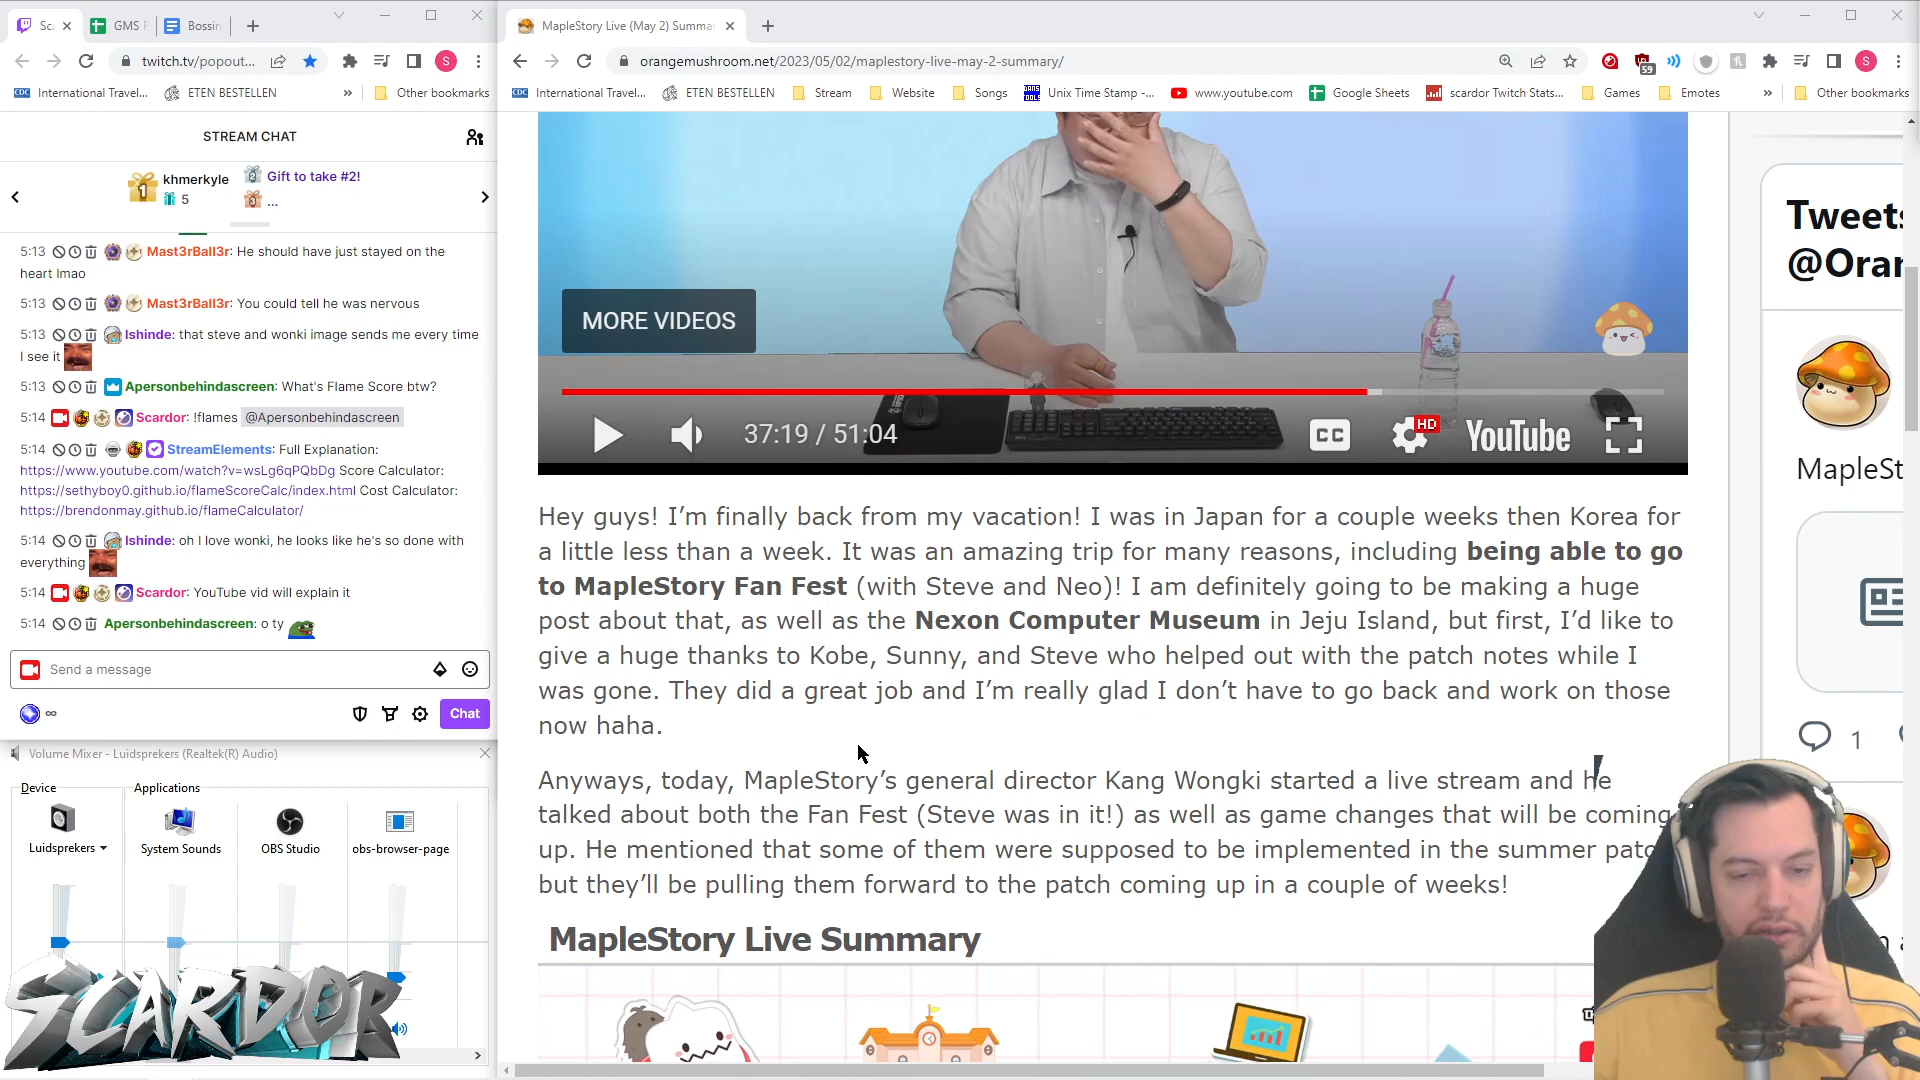 Sc
GMS F
Bossin
twitch.tv/popout...
S
International Travel...
ETEN BESTELLEN
»
Other bookmarks
STREAM CHAT
1
khmerkyle
5
2
Gift to take #2!
3
...
5:13 Mast3rBall3r: He should have just stayed on the
heart lmao
5:13 Mast3rBall3r: You could tell he was nervous
5:13 Ishinde: that steve and wonki image sends me every time
I see it
5:13 Apersonbehindascreen: What's Flame Score btw?
5:14 Scardor: !flames @Apersonbehindascreen
5:14 StreamElements: Full Explanation:
https://www.youtube.com/watch?v=wsLg6qPQbDg Score Calculator:
https://sethyboy0.github.io/flameScoreCalc/index.html Cost Calculator:
https://brendonmay.github.io/flameCalculator/
5:14 Ishinde: oh I love wonki, he looks like he's so done with
everything
5:14 Scardor: YouTube vid will explain it
5:14 Apersonbehindascreen: o ty
Send a message
∞
Chat
Volume Mixer - Luidsprekers (Realtek(R) Audio)
Device
Applications
Luidsprekers
System Sounds
OBS Studio
obs-browser-page
SCARDOR
MapleStory Live (May 2) Summar
orangemushroom.net/2023/05/02/maplestory-live-may-2-summary/
59
S
CDC
International Travel...
ETEN BESTELLEN
Stream
Website
Songs
DANS TOOLS
Unix Time Stamp -...
www.youtube.com
Google Sheets
scardor Twitch Stats...
Games
Emotes
»
Other bookmarks
MORE VIDEOS
37:19 / 51:04
CC
HD
YouTube
Hey guys! I’m finally back from my vacation! I was in Japan for a couple weeks then Korea for
a little less than a week. It was an amazing trip for many reasons, including being able to go
to MapleStory Fan Fest (with Steve and Neo)! I am definitely going to be making a huge
post about that, as well as the Nexon Computer Museum in Jeju Island, but first, I’d like to
give a huge thanks to Kobe, Sunny, and Steve who helped out with the patch notes while I
was gone. They did a great job and I’m really glad I don’t have to go back and work on those
now haha.
Anyways, today, MapleStory’s general director Kang Wongki started a live stream and he
talked about both the Fan Fest (Steve was in it!) as well as game changes that will be coming
up. He mentioned that some of them were supposed to be implemented in the summer patc
but they’ll be pulling them forward to the patch coming up in a couple of weeks!
MapleStory Live Summary
Tweets
@Oran
MapleSt
1